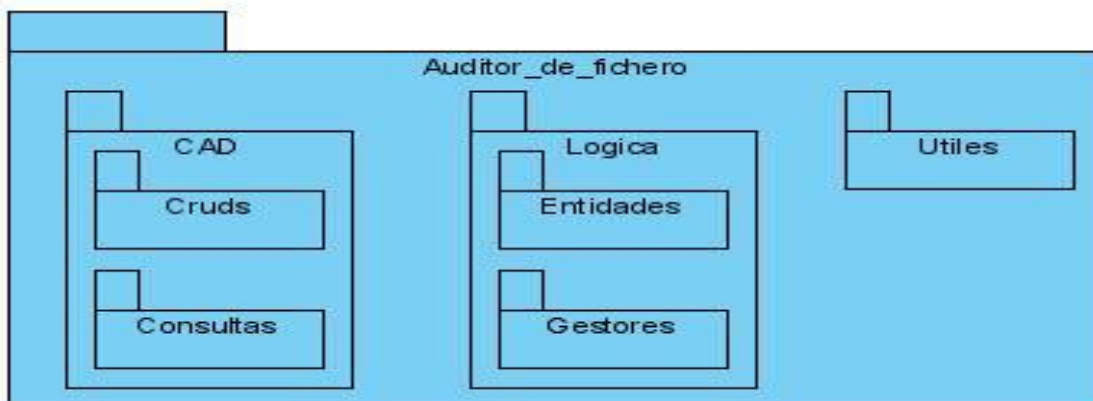 Auditor_de_fichero
CAD
Cruds
Consultas
Logica
Entidades
Gestores
Utiles